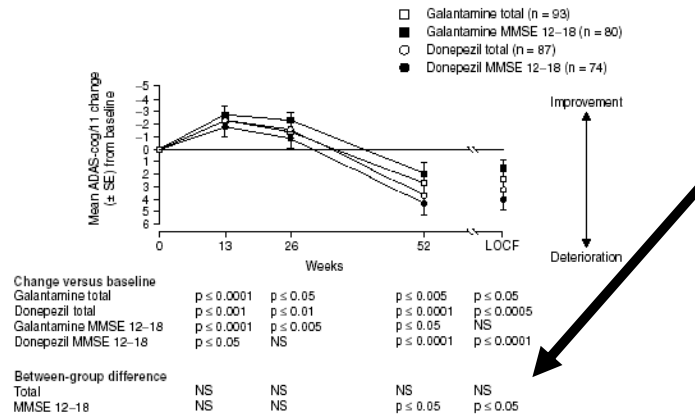 Galantamine total (n = 93)
Galantamine MMSE 12–18 (n = 80)
Donepezil total (n = 87)
Donepezil MMSE 12–18 (n = 74)
Mean ADAS-cog/11 change
(± SE) from baseline
–5
–4
–3
–2
–1
0
1
2
3
4
5
6
0 13 26 52 LOCF
Weeks
Improvement
Deterioration
Change versus baseline
Galantamine total p ≤ 0.0001 p ≤ 0.05 p ≤ 0.005 p ≤ 0.05
Donepezil total p ≤ 0.001 p ≤ 0.01 p ≤ 0.0001 p ≤ 0.0005
Galantamine MMSE 12–18 p ≤ 0.0001 p ≤ 0.005 p ≤ 0.05 NS
Donepezil MMSE 12–18 p ≤ 0.05 NS p ≤ 0.0001 p ≤ 0.0001
Between-group difference
Total NS NS NS NS
MMSE 12–18 NS NS p ≤ 0.05 p ≤ 0.05